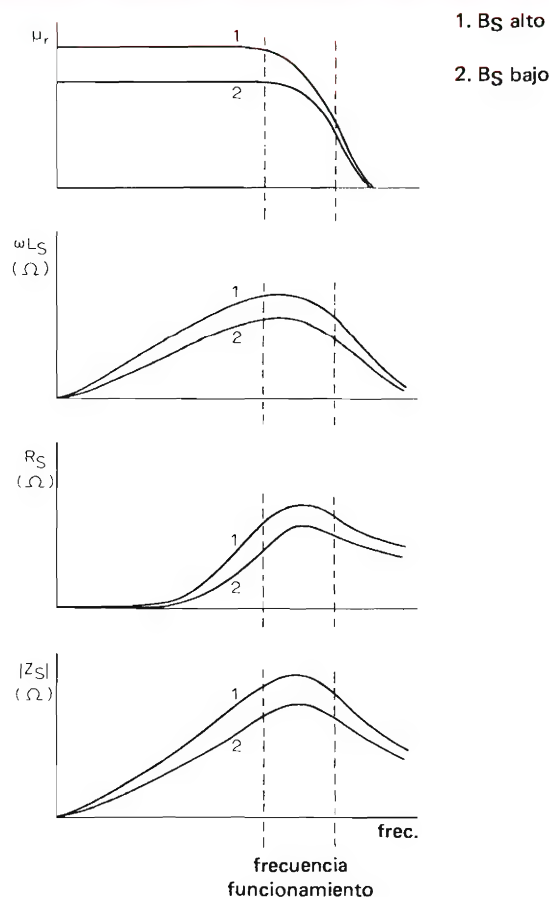 1. BS alto
2. BS bajo
μr
1
2
ωLS
(Ω)
1
2
RS
(Ω)
1
2
|ZS|
(Ω)
1
2
frec.
frecuencia
funcionamiento